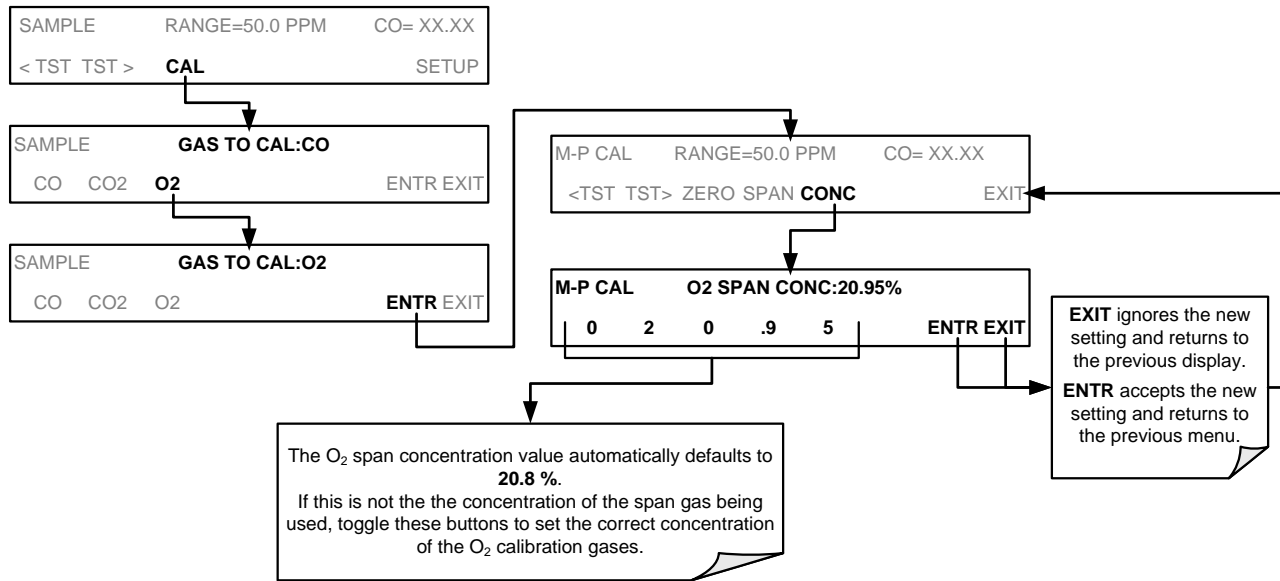 SAMPLE RANGE=50.0 PPM CO= XX.XX
< TST TST > CAL SETUP
SAMPLE GAS TO CAL:CO
CO CO2 O2 ENTR EXIT
SAMPLE GAS TO CAL:O2
CO CO2 O2 ENTR EXIT
M-P CAL RANGE=50.0 PPM CO= XX.XX
<TST TST> ZERO SPAN CONC EXIT
M-P CAL O2 SPAN CONC:20.95%
0 2 0 .9 5 ENTR EXIT
EXIT ignores the new
setting and returns to
the previous display.
ENTR accepts the new
setting and returns to
the previous menu.
The O₂ span concentration value automatically defaults to
20.8 %.
If this is not the the concentration of the span gas being
used, toggle these buttons to set the correct concentration
of the O₂ calibration gases.